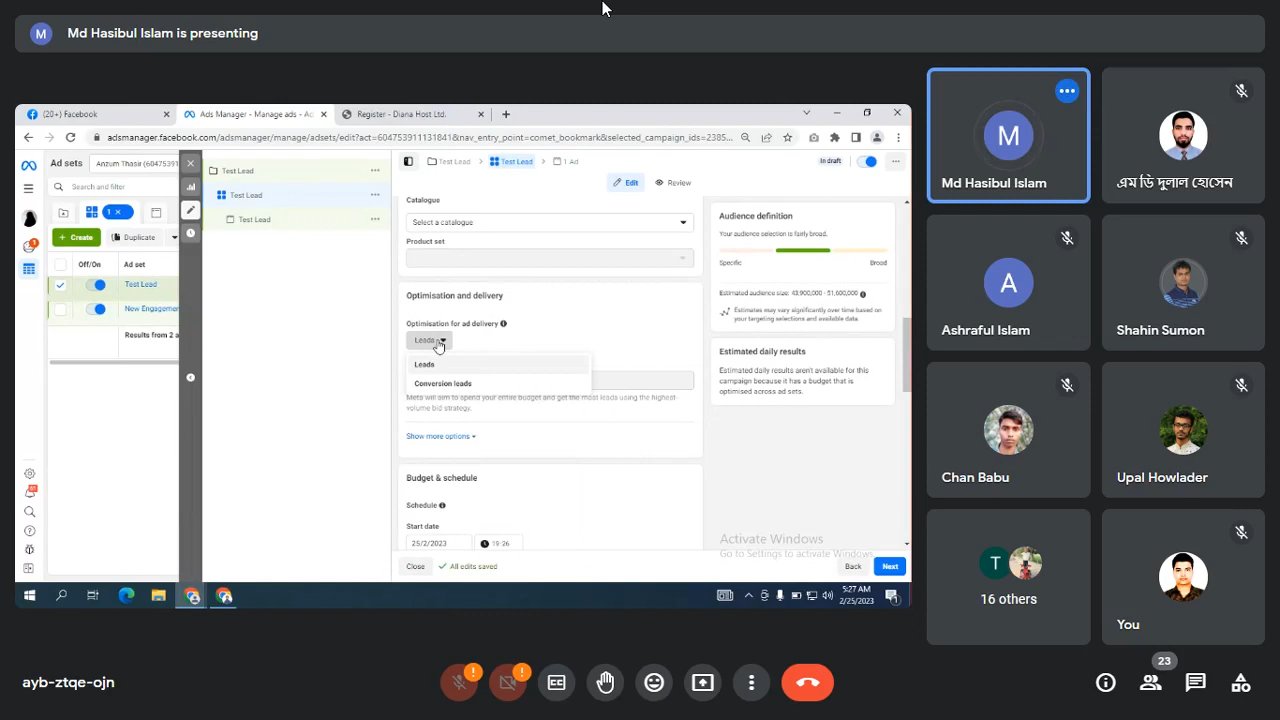 M
Md Hasibul Islam is presenting
(20+) Facebook
Ads Manager - Manage ads - Ac
Register - Diana Host Ltd.
adsmanager.facebook.com/adsmanager/manage/adsets/edit?act=604753911131841&nav_entry_point=comet_bookmark&selected_campaign_ids=2385...
Ad sets
Anzum Thasir (6047539
Search and filter
1
Create
Duplicate
Off/On
Ad set
Test Lead
New Engageme
Results from 2 a
Test Lead
Test Lead
Test Lead
Test Lead
Test Lead
1 Ad
In draft
Edit
Review
Catalogue
Select a catalogue
Product set
Optimisation and delivery
Optimisation for ad delivery
Leads
Leads
Conversion leads
Meta will aim to spend your entire budget and get the most leads using the highest-
volume bid strategy.
Show more options
Budget & schedule
Schedule
Start date
25/2/2023
19:26
Close
All edits saved
Back
Next
Audience definition
Your audience selection is fairly broad.
Specific
Broad
Estimated audience size: 43,900,000 - 51,600,000
Estimates may vary significantly over time based on
your targeting selections and available data.
Estimated daily results
Estimated daily results aren't available for this
campaign because it has a budget that is
optimised across ad sets.
Activate Windows
Go to Settings to activate Windows.
5:27 AM
2/25/2023
M
Md Hasibul Islam
এম ডি দুলাল হোসেন
A
Ashraful Islam
Shahin Sumon
Chan Babu
Upal Howlader
T
16 others
You
ayb-ztqe-ojn
23